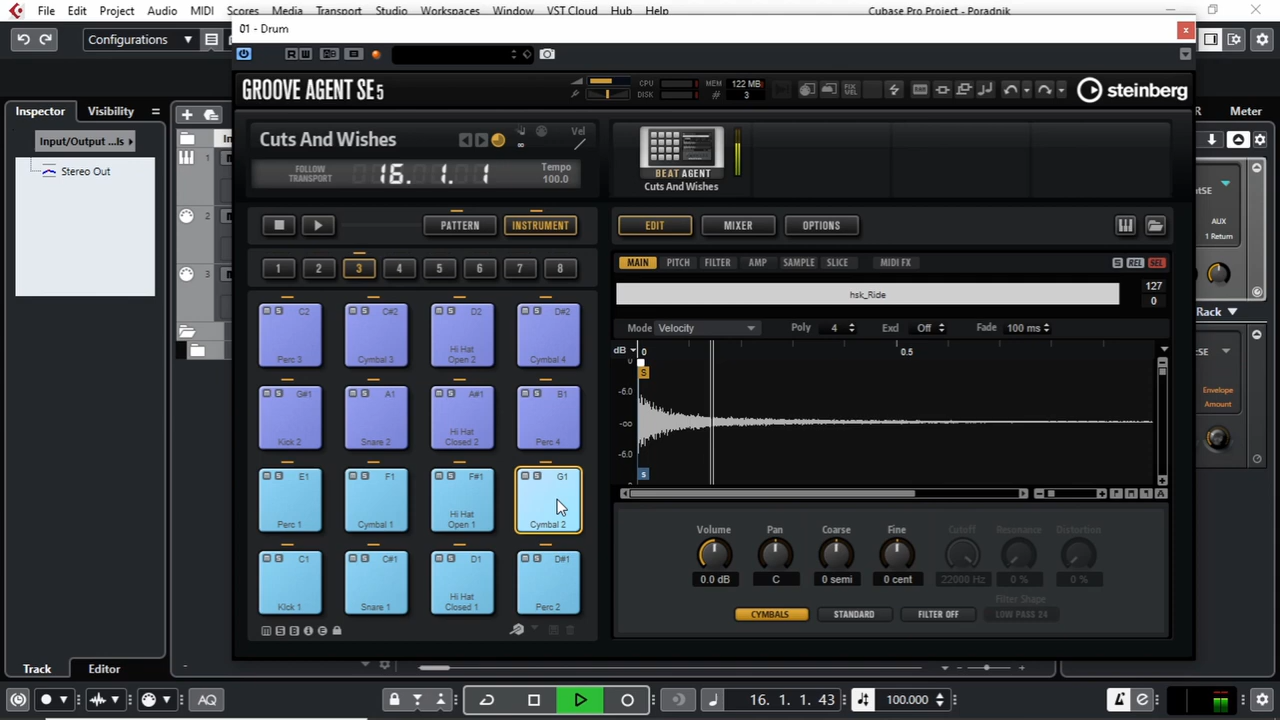 File Edit Project Audio MIDI Scores Media Transport Studio Workspaces Window VST Cloud Hub Help
Cubase Pro Project - Poradnik
Configurations
01 - Drum
Inspector Visibility
Input/Output ...ls
Stereo Out
1
2
3
GROOVE AGENT SE5
CPU
DISK
MEM 122 MB
# 3
FIX VEL
steinberg
Cuts And Wishes
Vel
FOLLOW TRANSPORT
16. 1. 1
Tempo
100.0
BEAT AGENT
Cuts And Wishes
PATTERN INSTRUMENT
1 2 3 4 5 6 7 8
C2 C#2 D2 D#2
Perc 3 Cymbal 3 Hi Hat Open 2 Cymbal 4
G#1 A1 A#1 B1
Kick 2 Snare 2 Hi Hat Closed 2 Perc 4
E1 F1 F#1 G1
Perc 1 Cymbal 1 Hi Hat Open 1 Cymbal 2
C1 C#1 D1 D#1
Kick 1 Snare 1 Hi Hat Closed 1 Perc 2
EDIT MIXER OPTIONS
MAIN PITCH FILTER AMP SAMPLE SLICE MIDI FX
S REL SEL
hsk_Ride
127
0
Mode Velocity Poly 4 Exd Off Fade 100 ms
dB 0 0.5
0
-6.0
-∞
-6.0
Volume Pan Coarse Fine Cutoff Resonance Distortion
0.0 dB C 0 semi 0 cent 22000 Hz 0 % 0 %
Filter Shape
CYMBALS STANDARD FILTER OFF LOW PASS 24
R Meter
AUX
1 Return
Rack
Envelope
Amount
Track Editor
AQ
16. 1. 1. 43
100.000